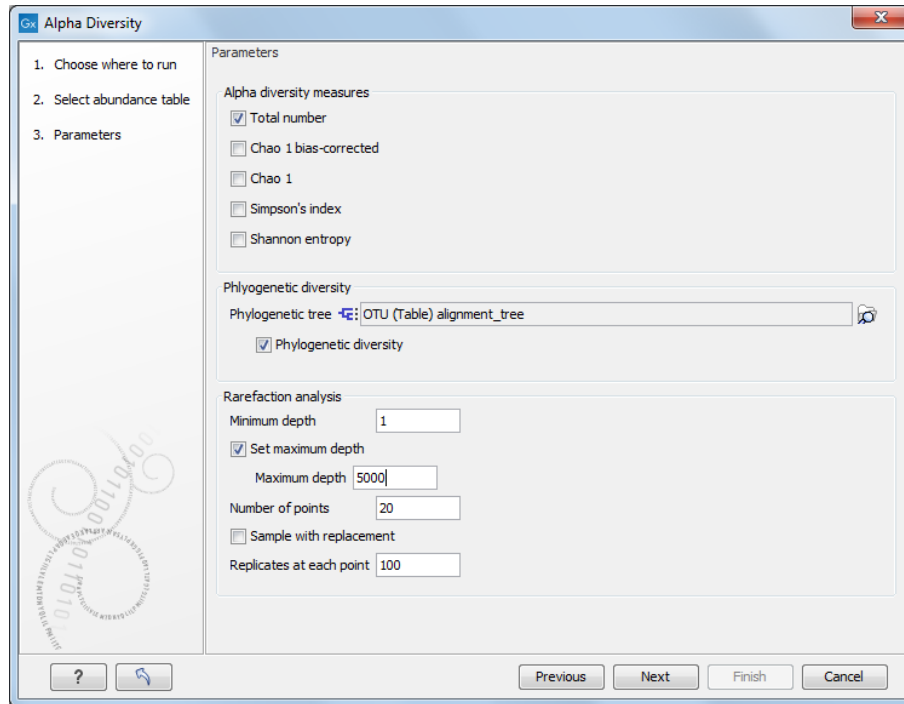 Gx Alpha Diversity
1. Choose where to run
2. Select abundance table
3. Parameters
Parameters
Alpha diversity measures
Total number
Chao 1 bias-corrected
Chao 1
Simpson's index
Shannon entropy
Phlyogenetic diversity
Phylogenetic tree OTU (Table) alignment_tree
Phylogenetic diversity
Rarefaction analysis
Minimum depth 1
Set maximum depth
Maximum depth 5000
Number of points 20
Sample with replacement
Replicates at each point 100
? Previous Next Finish Cancel